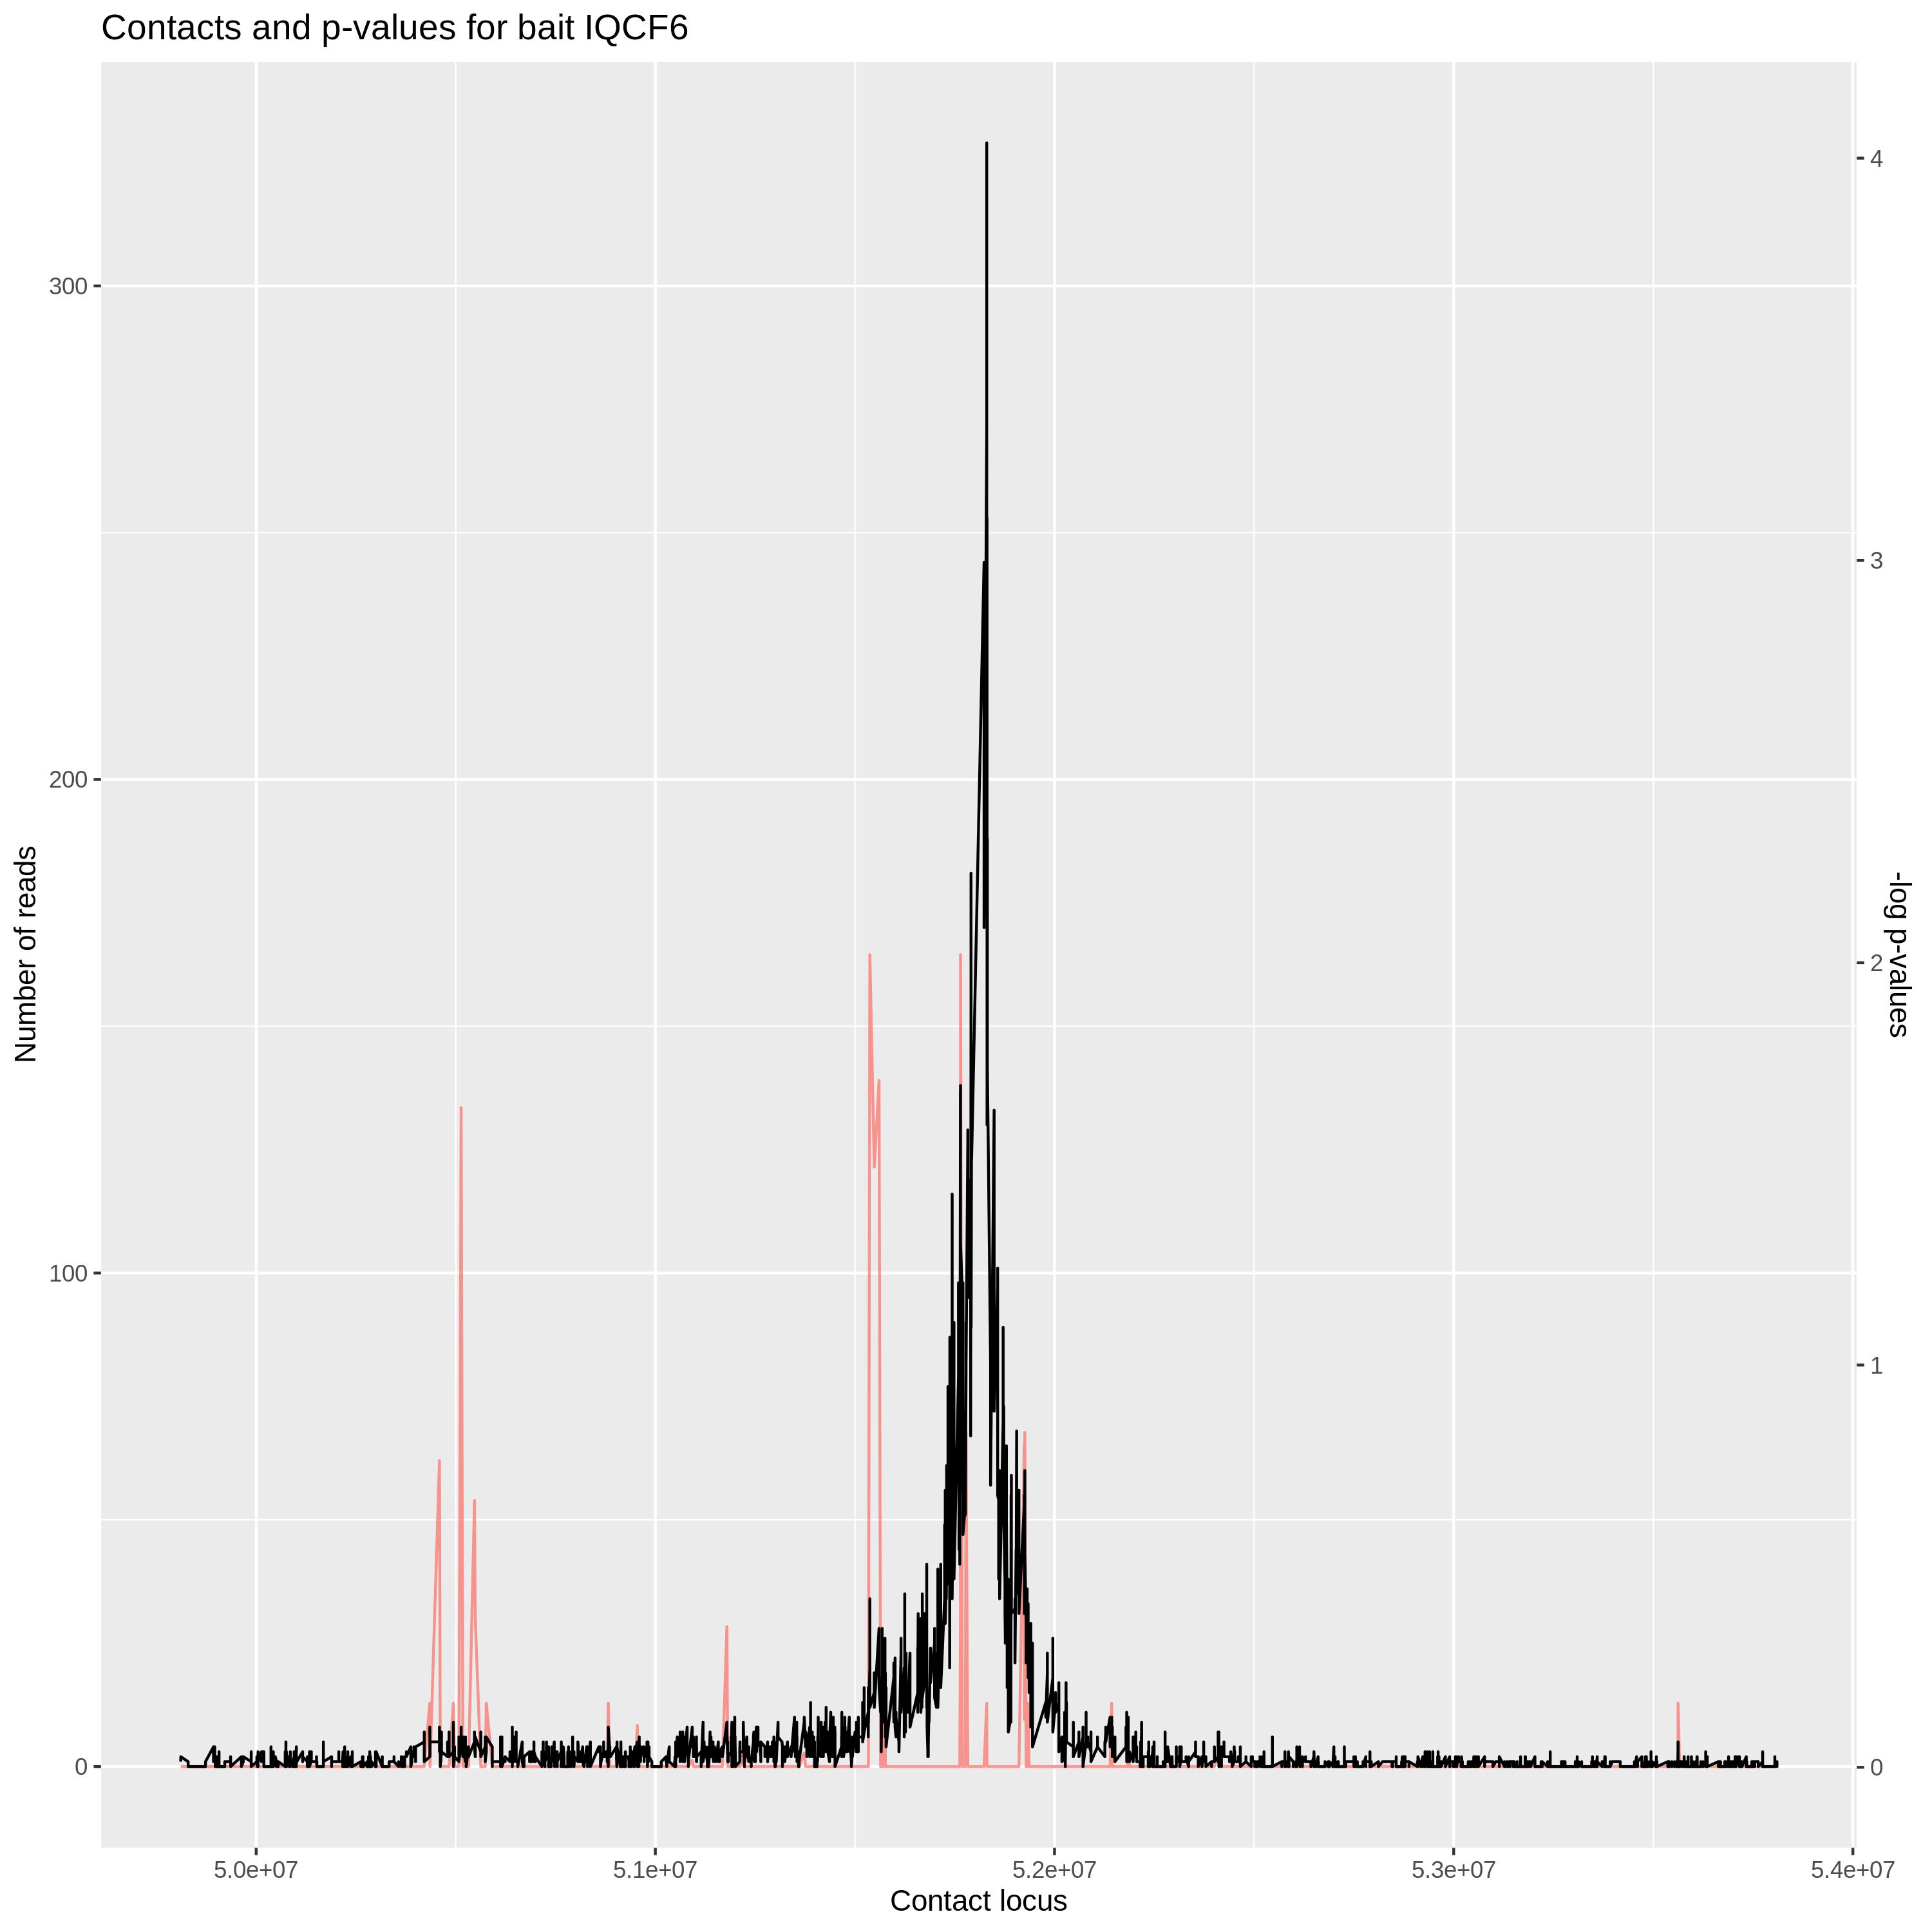 Contacts and p-values for bait IQCF6
Number of reads
300
200
100
0
4
3
2
1
0
-log p-values
5.0e+07
5.1e+07
5.2e+07
5.3e+07
5.4e+07
Contact locus